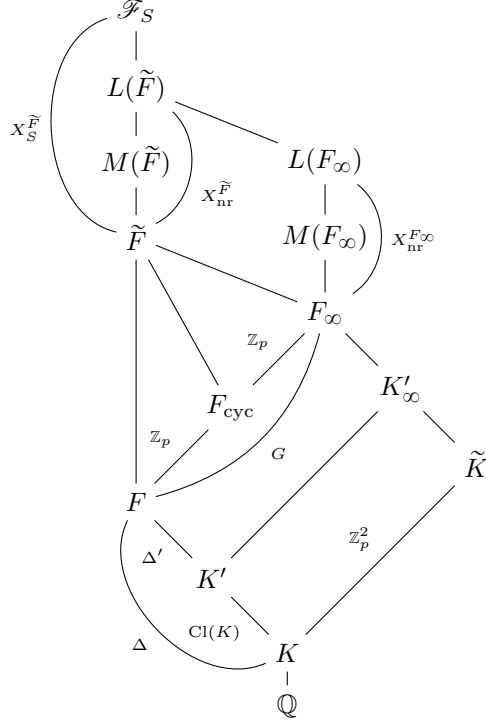 ℱ_S
L(F̃)
X_S^F̃
M(F̃)
L(F_∞)
X_nr^F̃
F̃
M(F_∞)
X_nr^{F_∞}
F_∞
ℤ_p
K'_∞
F_cyc
ℤ_p
G
K̃
F
ℤ_p^2
Δ'
K'
Cl(K)
Δ
K
ℚ